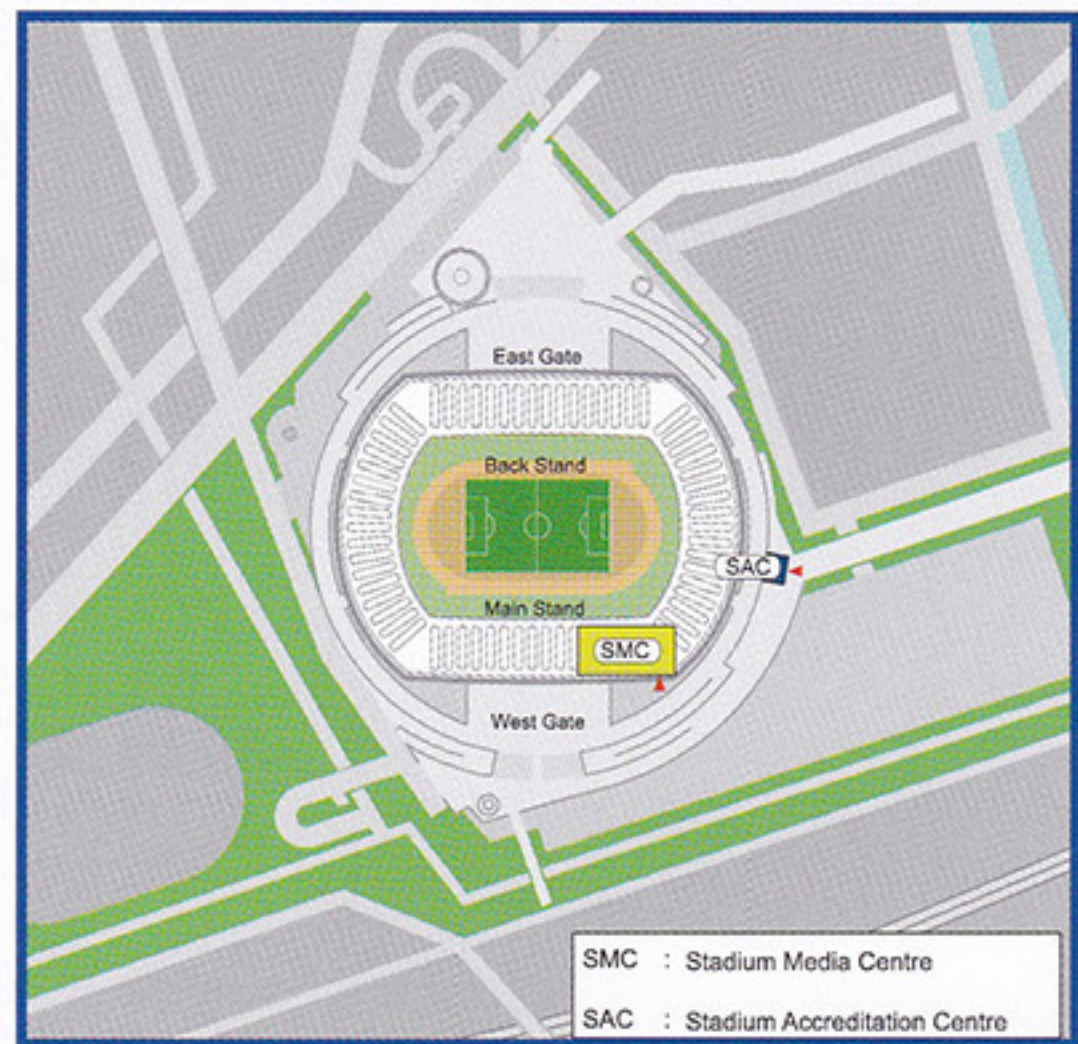 East Gate
Back Stand
SAC
Main Stand
SMC
West Gate
SMC : Stadium Media Centre
SAC : Stadium Accreditation Centre